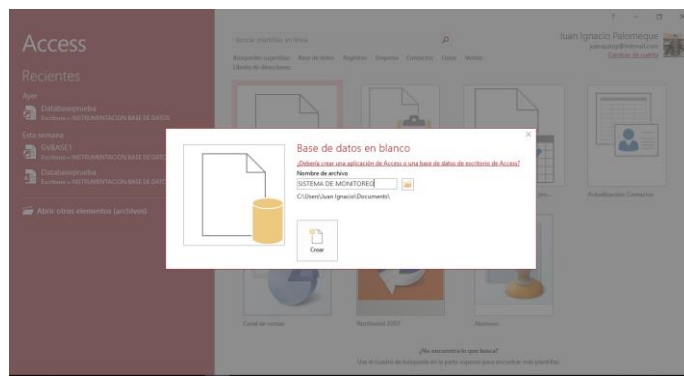 Access
Buscar plantillas en línea
Juan Ignacio Palomeque
Cambiar de cuenta
Búsquedas sugeridas: Base de datos Registros Empresa Contactos Listas Ventas
Libreta de direcciones
Recientes
Ayer
Databaseprueba
Escritorio » INSTRUMENTACION BASE DE DATOS
Esta semana
GVBASE1
Escritorio » INSTRUMENTACION BASE DE DATO
Databaseprueba
Escritorio » INSTRUMENTACION BASE DE DATO
Abrir otros elementos (archivos)
Base de datos en blanco
¿Debería crear una aplicación de Access o una base de datos de escritorio de Access?
Nombre de archivo
SISTEMA DE MONITOREO
C:\Users\Juan Ignacio\Documents\
Crear
Actualización Contactos
Canal de ventas
Northwind 2007
Alumnos
¿No encuentra lo que busca?
Use el cuadro de búsqueda en la parte superior para encontrar más plantillas.